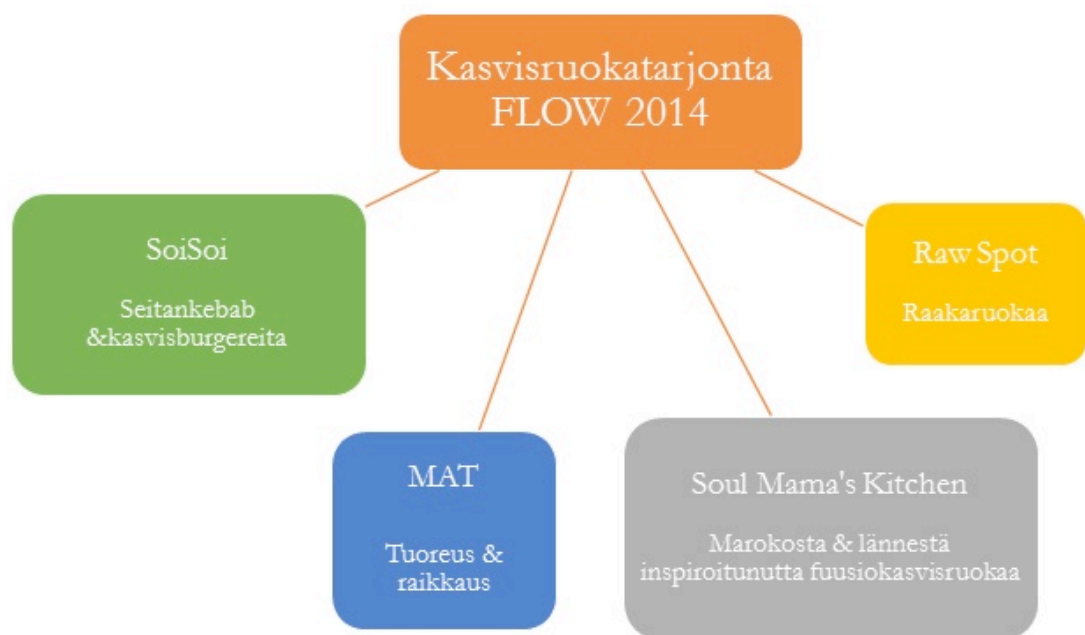 Kasvisruokatarjonta
FLOW 2014
SoiSoi
Seitankebab
&kasvisburgereita
Raw Spot
Raakaruokaa
MAT
Tuoreus &
raikkaus
Soul Mama's Kitchen
Marokosta & lännestä
inspiroitunutta fuusiokasvisruokaa